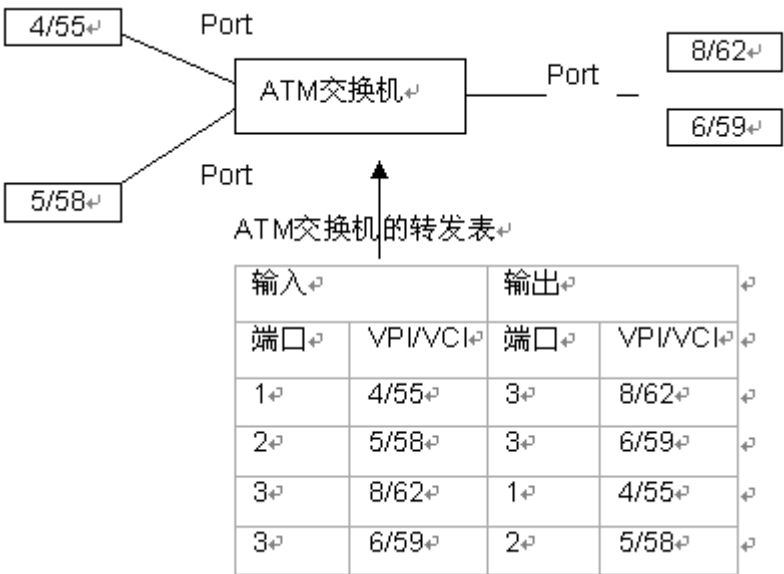 4/55↵
Port
8/62↵
ATM交换机↵
Port
6/59↵
Port
5/58↵
ATM交换机的转发表↵
输入↵ 输出↵ ↵
端口↵ VPI/VCI↵ 端口↵ VPI/VCI↵ ↵
1↵ 4/55↵ 3↵ 8/62↵ ↵
2↵ 5/58↵ 3↵ 6/59↵ ↵
3↵ 8/62↵ 1↵ 4/55↵ ↵
3↵ 6/59↵ 2↵ 5/58↵ ↵